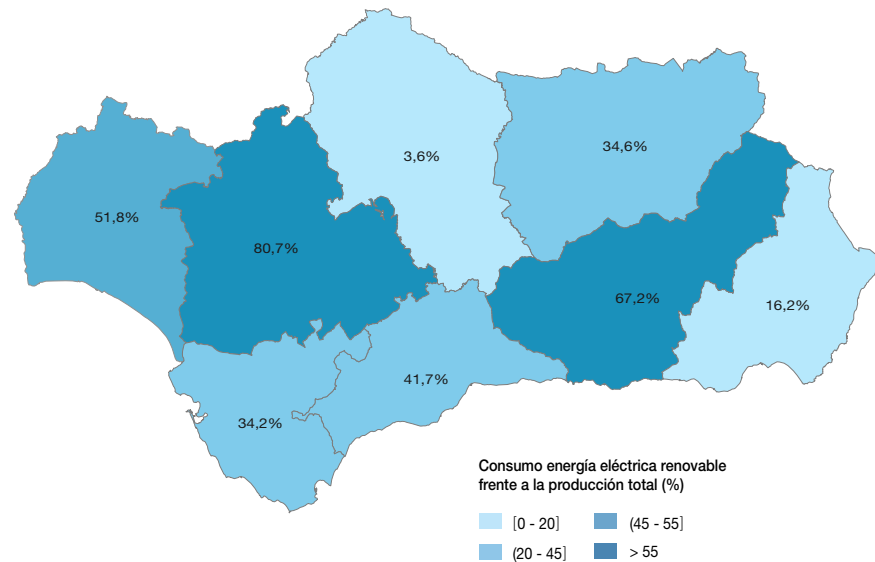 3,6%
34,6%
51,8%
80,7%
67,2%
16,2%
41,7%
34,2%
Consumo energía eléctrica renovable
frente a la producción total (%)
[0 - 20]
(45 - 55]
(20 - 45]
> 55